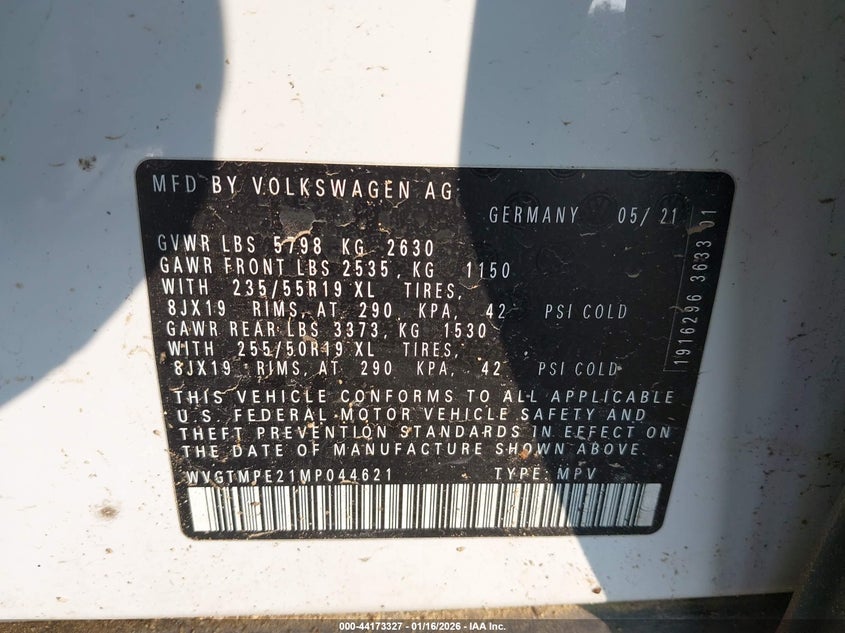 MFD BY VOLKSWAGEN AG
GERMANY 05/21
GVWR LBS 5798 KG 2630
GAWR FRONT LBS 2535, KG 1150
WITH 235/55R19 XL TIRES,
8JX19 RIMS, AT 290 KPA, 42 PSI COLD
GAWR REAR LBS 3373, KG 1530
WITH 255/50R19 XL TIRES,
8JX19 RIMS, AT 290 KPA, 42 PSI COLD
THIS VEHICLE CONFORMS TO ALL APPLICABLE
U.S. FEDERAL MOTOR VEHICLE SAFETY AND
THEFT PREVENTION STANDARDS IN EFFECT ON
THE DATE OF MANUFACTURE SHOWN ABOVE.
WVGTMPE21MP044621 TYPE: MPV
1916296 3633 01
000-44173327 - 01/16/2026 - IAA Inc.